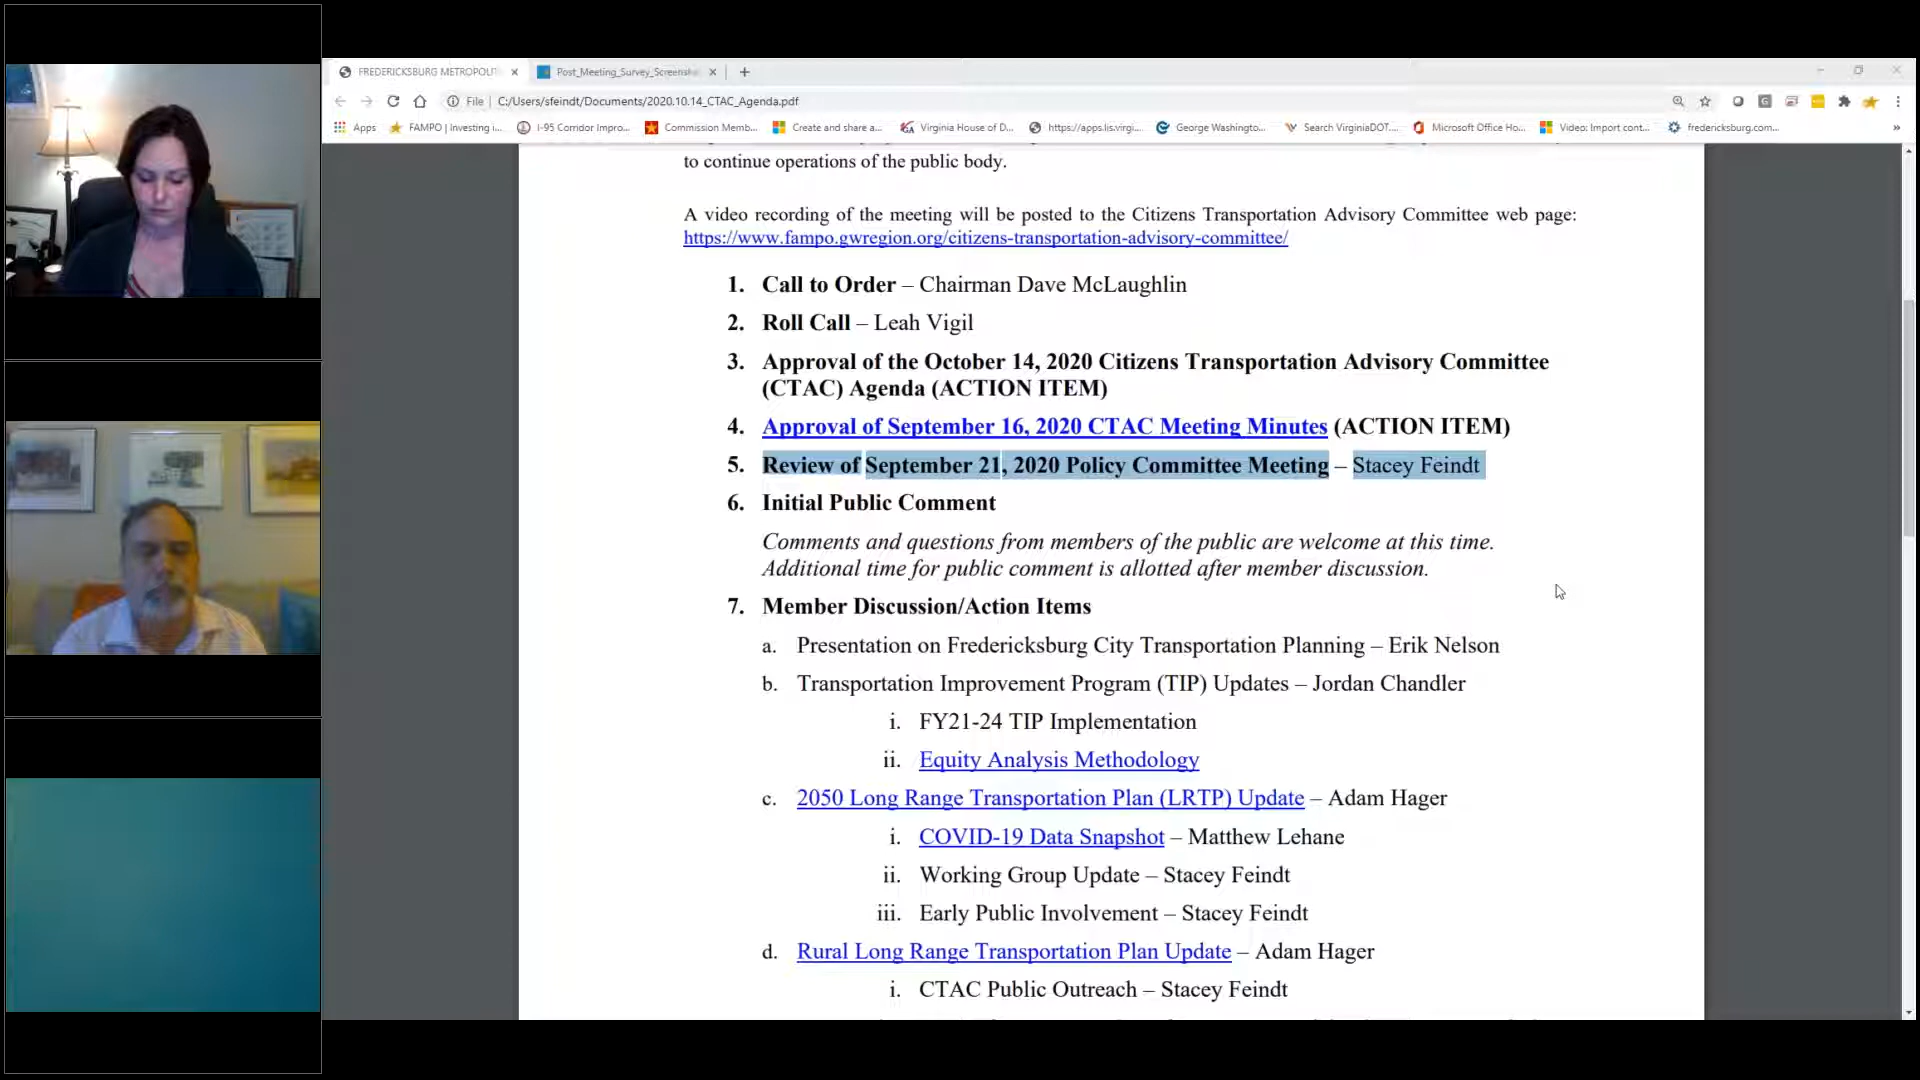 FREDERICKSBURG METROPOLIT
Post_Meeting_Survey_Screensho
File
C:/Users/sfeindt/Documents/2020.10.14_CTAC_Agenda.pdf
Apps
FAMPO | Investing i...
I-95 Corridor Impro...
Commission Memb...
Create and share a...
Virginia House of D...
https://apps.lis.virgi...
George Washingto...
Search VirginiaDOT....
Microsoft Office Ho...
Video: Import cont...
fredericksburg.com...
to continue operations of the public body.
A video recording of the meeting will be posted to the Citizens Transportation Advisory Committee web page:
https://www.fampo.gwregion.org/citizens-transportation-advisory-committee/
1. Call to Order – Chairman Dave McLaughlin
2. Roll Call – Leah Vigil
3. Approval of the October 14, 2020 Citizens Transportation Advisory Committee
(CTAC) Agenda (ACTION ITEM)
4. Approval of September 16, 2020 CTAC Meeting Minutes (ACTION ITEM)
5. Review of September 21, 2020 Policy Committee Meeting – Stacey Feindt
6. Initial Public Comment
Comments and questions from members of the public are welcome at this time.
Additional time for public comment is allotted after member discussion.
7. Member Discussion/Action Items
a. Presentation on Fredericksburg City Transportation Planning – Erik Nelson
b. Transportation Improvement Program (TIP) Updates – Jordan Chandler
i. FY21-24 TIP Implementation
ii. Equity Analysis Methodology
c. 2050 Long Range Transportation Plan (LRTP) Update – Adam Hager
i. COVID-19 Data Snapshot – Matthew Lehane
ii. Working Group Update – Stacey Feindt
iii. Early Public Involvement – Stacey Feindt
d. Rural Long Range Transportation Plan Update – Adam Hager
i. CTAC Public Outreach – Stacey Feindt